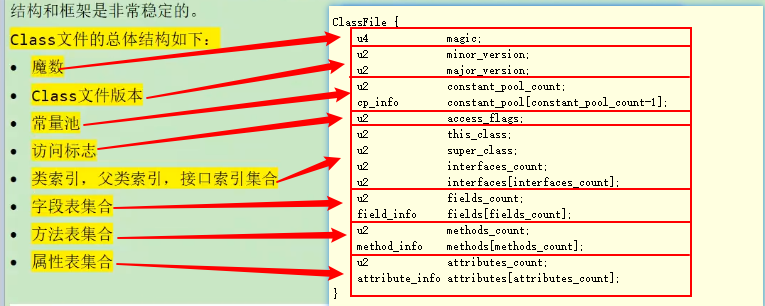 结构和框架是非常稳定的。
Class文件的总体结构如下：
• 魔数
• Class文件版本
• 常量池
• 访问标志
• 类索引，父类索引，接口索引集合
• 字段表集合
• 方法表集合
• 属性表集合
ClassFile {
u4 magic;
u2 minor_version;
u2 major_version;
u2 constant_pool_count;
cp_info constant_pool[constant_pool_count-1];
u2 access_flags;
u2 this_class;
u2 super_class;
u2 interfaces_count;
u2 interfaces[interfaces_count];
u2 fields_count;
field_info fields[fields_count];
u2 methods_count;
method_info methods[methods_count];
u2 attributes_count;
attribute_info attributes[attributes_count];
}